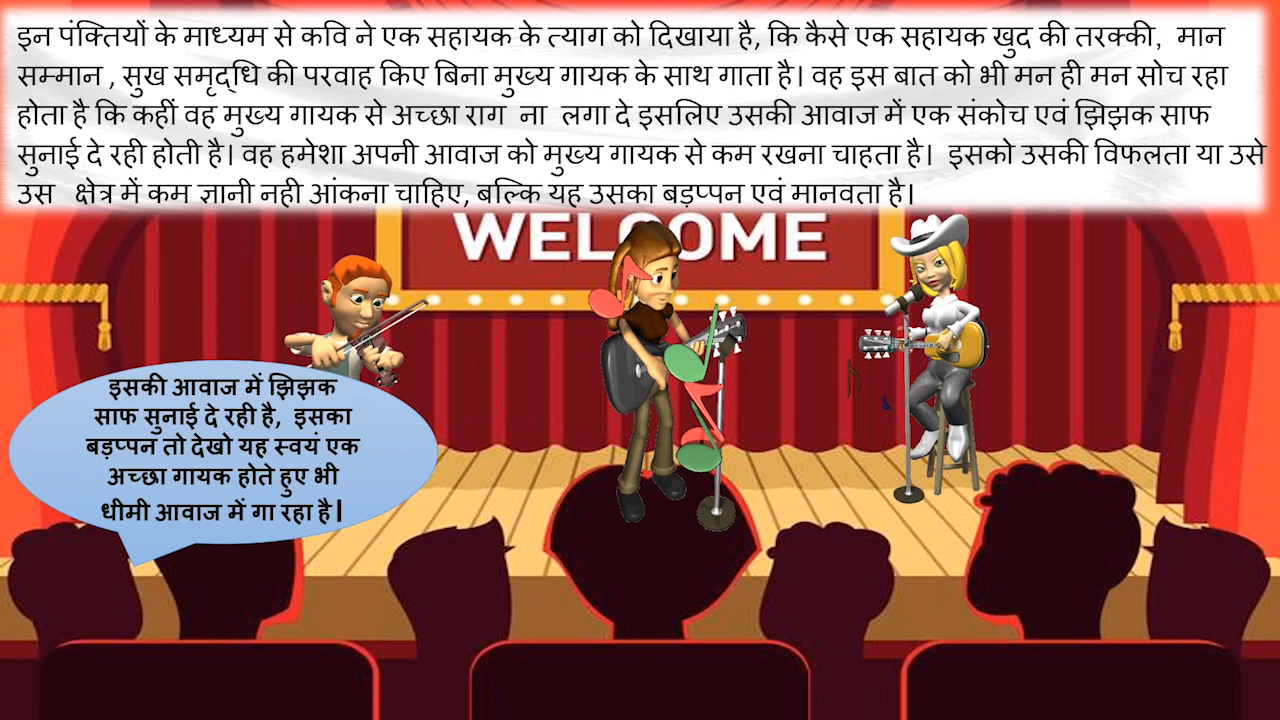 इन पंक्तियों के माध्यम से कवि ने एक सहायक के त्याग को दिखाया है, कि कैसे एक सहायक खुद की तरक्की, मान
सम्मान , सुख समृद्धि की परवाह किए बिना मुख्य गायक के साथ गाता है। वह इस बात को भी मन ही मन सोच रहा
होता है कि कहीं वह मुख्य गायक से अच्छा राग ना लगा दे इसलिए उसकी आवाज में एक संकोच एवं झिझक साफ
सुनाई दे रही होती है। वह हमेशा अपनी आवाज को मुख्य गायक से कम रखना चाहता है। इसको उसकी विफलता या उसे
उस क्षेत्र में कम ज्ञानी नही आंकना चाहिए, बल्कि यह उसका बड़प्पन एवं मानवता है।
WELCOME
इसकी आवाज में झिझक
साफ सुनाई दे रही है, इसका
बड़प्पन तो देखो यह स्वयं एक
अच्छा गायक होते हुए भी
धीमी आवाज में गा रहा है।